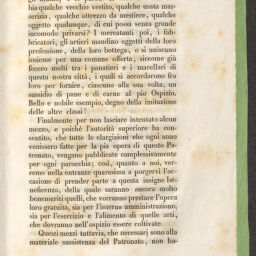 bia qualche vecchio vestito, qualche usata mas-
serizia, qualche attrezzo da mestiere, qualche
oggetto qualunque, di cui possa senza grande
incomodo privarsi? I mercatanti poi, i fab-
bricatori, gli artieri mandino oggetti della loro
professione, della loro bottega, o si uniscano
insieme per una comune offerta, siccome già
fecero molti tra i panatieri e i macellari di
questa nostra città, i quali si accordarono fra
loro per fornire, ciascuno alla sua volta, un
sussidio di pane e di carne al pio Ospizio.
Bello e nobile esempio, degno della imitazione
delle altre classi!
Finalmente per non lasciare intentato alcun
mezzo, e poichè l'autorità superiore ha con-
sentito, che tutte le elargizioni che ogni anno
venissero fatte per la pia opera di questo Pa-
tronato, vengano pubblicate complessivamente
per ogni parrocchia; così, quanto a noi, ver-
remo nella entrante quaresima a porgervi l'oc-
casione di prender parte a questa insigne be-
neficenza, della quale saranno ancora molto
benemeriti quelli, che vorranno prestare l'opera
loro gratuita, sia per l'interna amministrazione,
sia per l'esercizio e l'alimento di quelle arti,
che dovranno nell'ospizio essere coltivate.
Questi mezzi tuttavia, che necessarj sono alla
materiale sussistenza del Patronato, non ba-